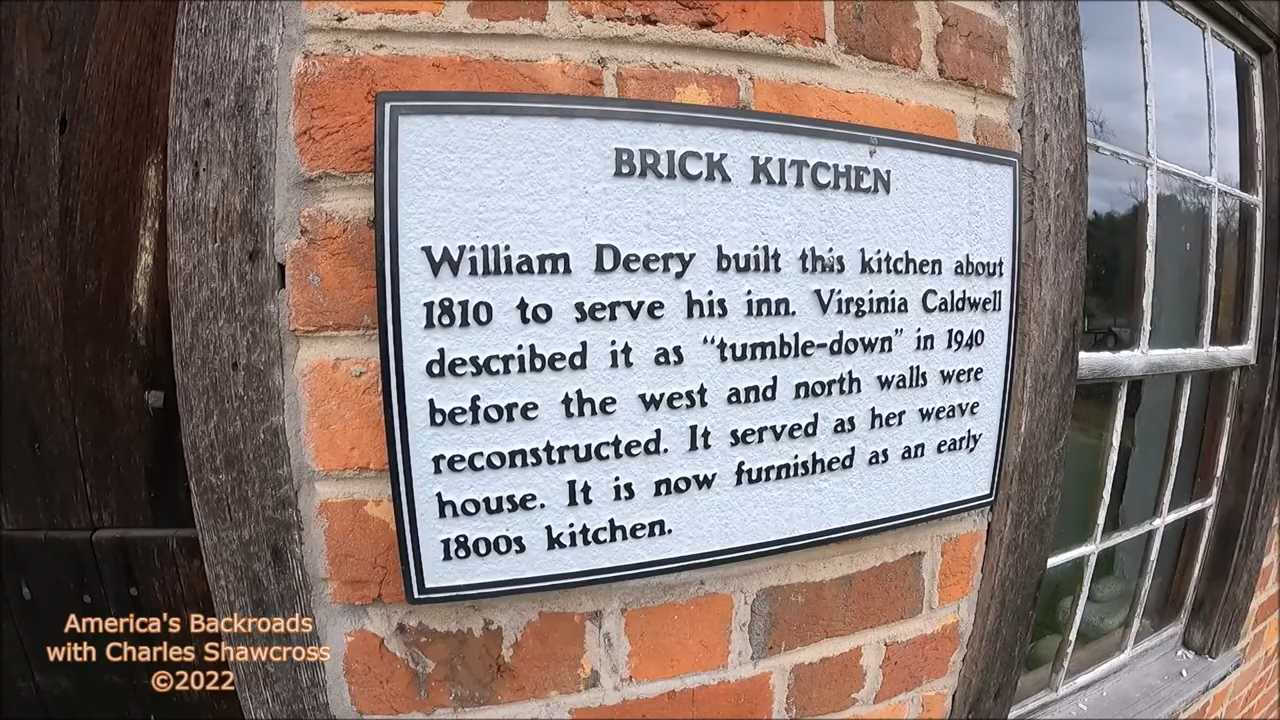 BRICK KITCHEN
William Deery built this kitchen about
1810 to serve his inn. Virginia Caldwell
described it as "tumble-down" in 1940
before the west and north walls were
reconstructed. It served as her weave
house. It is now furnished as an early
1800s kitchen.
America's Backroads
with Charles Shawcross
©2022